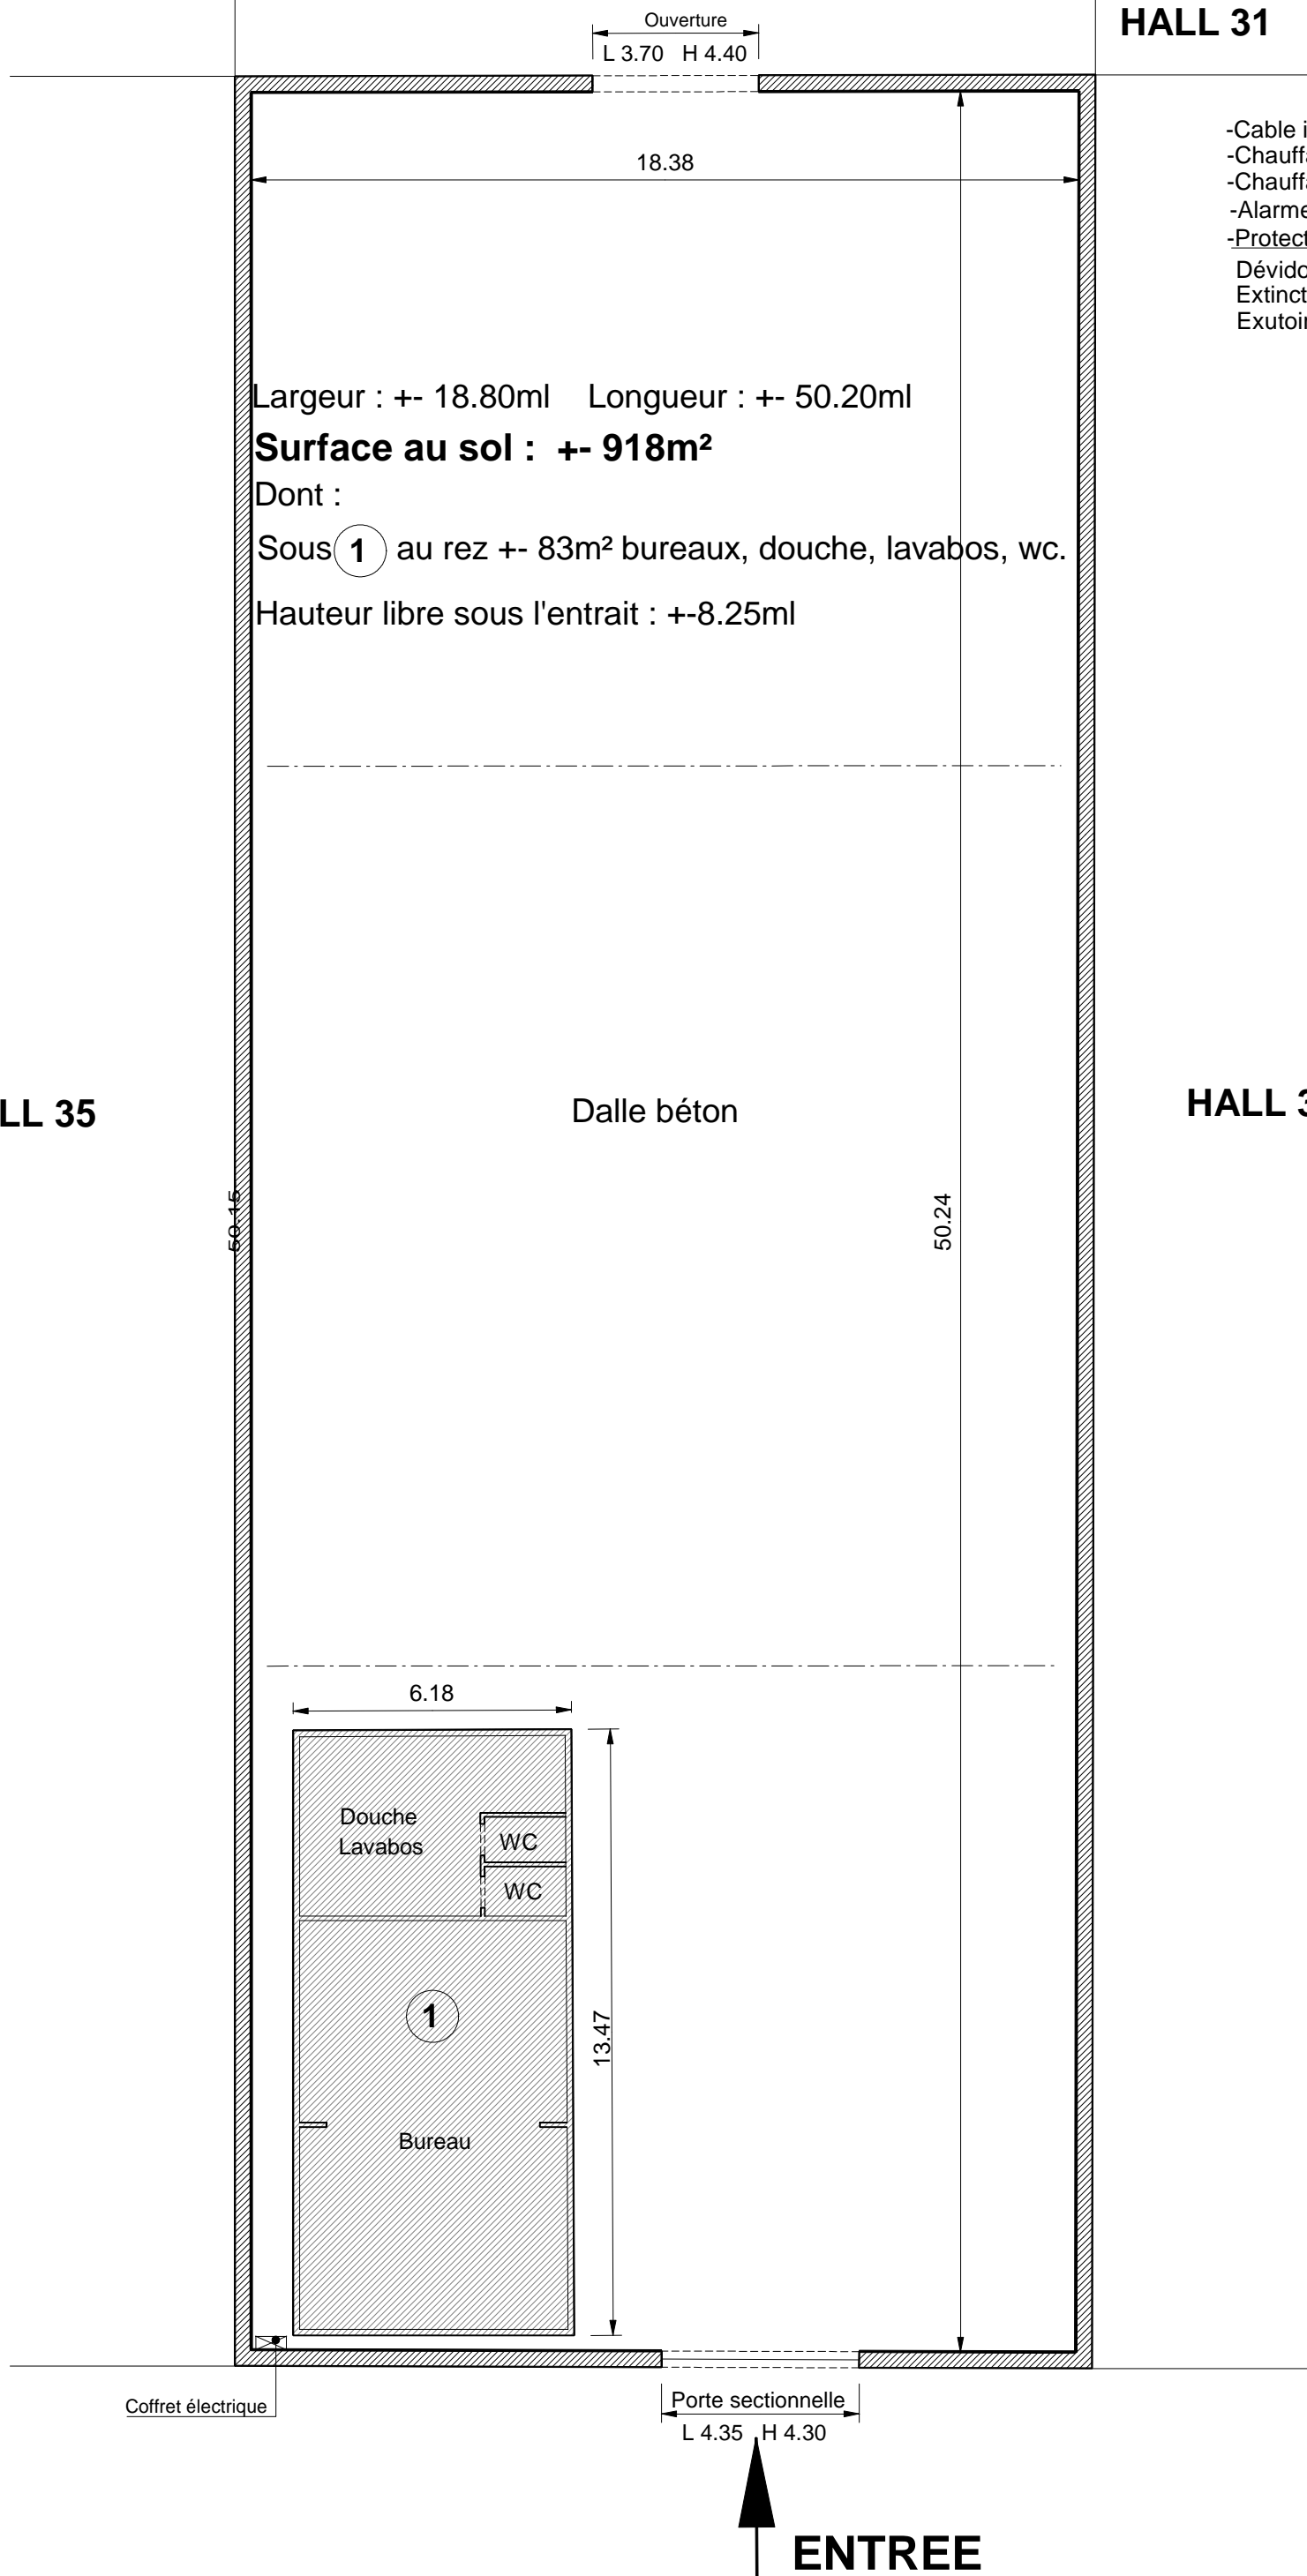 Ouverture
L 3.70 H 4.40
HALL 31
-Cable
18.38
-Alarme
Largeur : +- 18.80ml Longueur : +- 50.20ml
Surface au sol : +- 918m²
Dont :
Sous 1 au rez +- 83m² bureaux, douche, lavabos, wc.
Hauteur libre sous l'entrait : +-8.25ml
LL 35
Dalle béton
HALL
50.15
50.24
6.18
Douche
Lavabos
WC
WC
1
13.47
Bureau
Coffret électrique
Porte sectionnelle
L 4.35 H 4.30
ENTREE